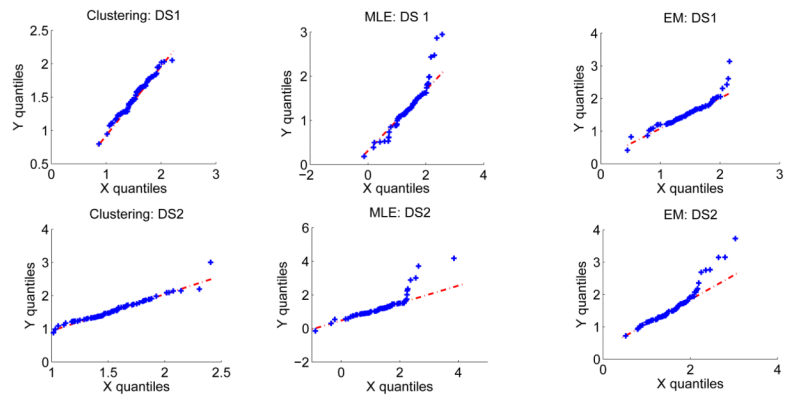 Clustering: DS1
2.5
2
1.5
1
0.5
0
1
2
3
Y quantiles
X quantiles
MLE: DS 1
3
2
1
0
−2
0
2
4
Y quantiles
X quantiles
EM: DS1
4
3
2
1
0
0
1
2
3
Y quantiles
X quantiles
Clustering: DS2
4
3
2
1
0
1
1.5
2
2.5
Y quantiles
X quantiles
MLE: DS2
6
4
2
0
−2
0
2
4
Y quantiles
X quantiles
EM: DS2
4
3
2
1
0
0
2
4
Y quantiles
X quantiles